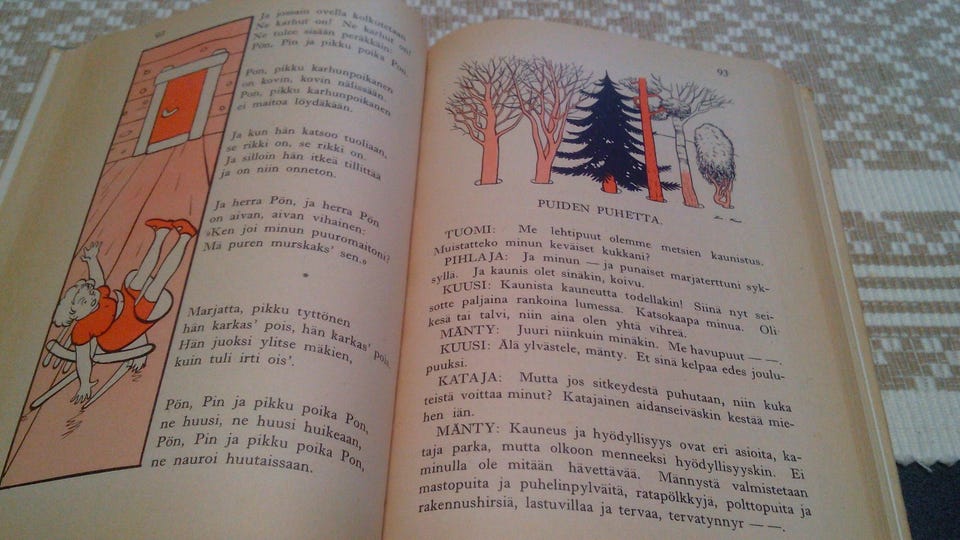 92
Ja jossain ovella kolkutetaan
Ne karhut on! Ne karhut on!
Ne tulee sisään peräkkäin:
Pön, Pin ja pikku poika Pon.
Pon, pikku karhunpoikanen
on kovin, kovin nälissään.
Pon, pikku karhunpoikanen
ei maitoa löydäkään.
Ja kun hän katsoo tuoliaan,
se rikki on, se rikki on.
Ja silloin hän itkeä tillittää
ja on niin onneton.
Ja herra Pön, ja herra Pön
on aivan, aivan vihainen:
»Ken joi minun puuromaitoni?
Mä puren murskaks' sen.»
*
Marjatta, pikku tyttönen
hän karkas' pois, hän karkas' pois,
Hän juoksi ylitse mäkien,
kuin tuli irti ois'.
Pön, Pin ja pikku poika Pon,
ne huusi, ne huusi huikeaan,
Pön, Pin ja pikku poika Pon,
ne nauroi huutaissaan.
93
PUIDEN PUHETTA.
TUOMI: Me lehtipuut olemme metsien kaunistus.
Muistatteko minun keväiset kukkani?
PIHLAJA: Ja minun — ja punaiset marjaterttuni syk-
syllä. Ja kaunis olet sinäkin, koivu.
KUUSI: Kaunista kauneutta todellakin! Siinä nyt sei-
sotte paljaina rankoina lumessa. Katsokaapa minua. Oli
kesä tai talvi, niin aina olen yhtä vihreä.
MÄNTY: Juuri niinkuin minäkin. Me havupuut — —.
KUUSI: Älä ylvästele, mänty. Et sinä kelpaa edes joulu-
puuksi.
KATAJA: Mutta jos sitkeydestä puhutaan, niin kuka
teistä voittaa minut? Katajainen aidanseiväskin kestää mie-
hen iän.
MÄNTY: Kauneus ja hyödyllisyys ovat eri asioita, ka-
taja parka, mutta olkoon menneeksi hyödyllisyyskin. Ei
minulla ole mitään hävettävää. Männystä valmistetaan
mastopuita ja puhelinpylväitä, ratapölkkyjä, polttopuita ja
rakennushirsiä, lastuvillaa ja tervaa, tervatynnyr — —.